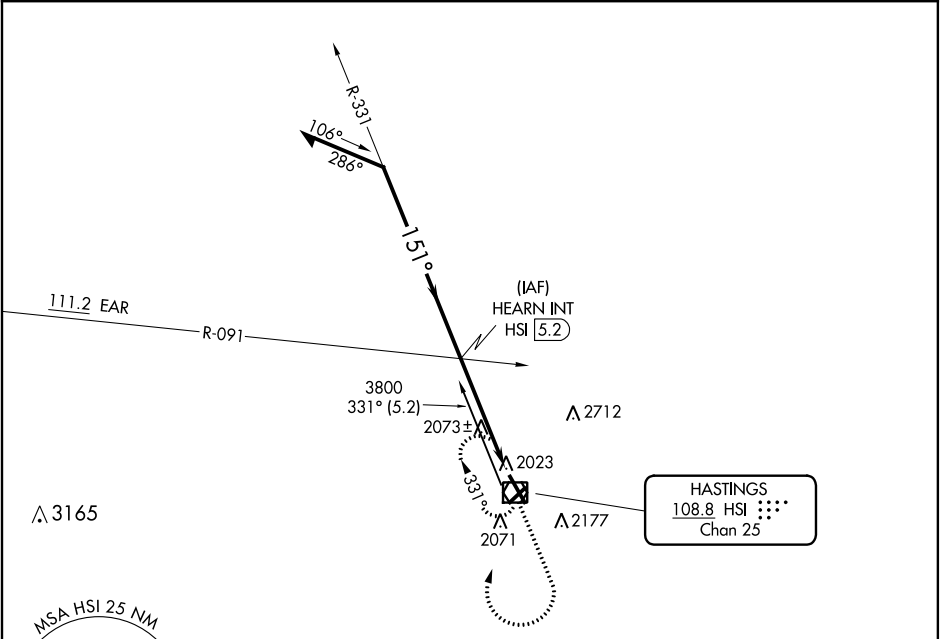 R-331
106°
286°
151°
(IAF)
HEARN INT
HSI 5.2
111.2 EAR
R-091
3800
331° (5.2)
2712
2073±
2023
331°
HASTINGS
108.8 HSI
Chan 25
3165
2071
2177
MSA HSI 25 NM